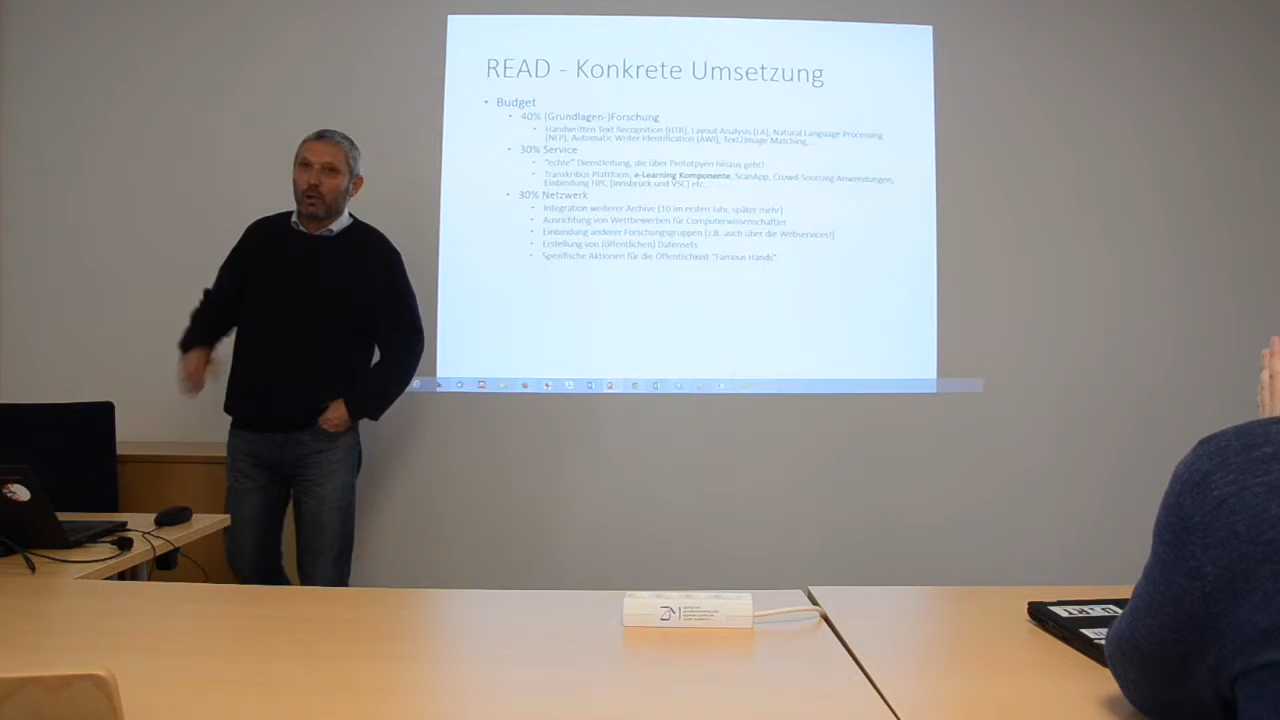 READ - Konkrete Umsetzung
• Budget
• 40% (Grundlagen-)Forschung
• Handwritten Text Recognition (HTR), Layout Analysis (LA), Natural Language Processing
(NLP), Automatic Writer Identification (AWI), Text2Image Matching,...
• 30% Service
• "echte" Dienstleitung, die über Prototpyen hinaus geht!
• Transkribus Plattform, e-Learning Komponente, ScanApp, Crowd-Sourcing Anwendungen,
Einbindung HPC (Innsbruck und VSC) etc.
• 30% Netzwerk
• Integration weiterer Archive (10 im ersten Jahr, später mehr)
• Ausrichtung von Wettbewerben für Computerwissenschaftler
• Einbindung anderer Forschungsgruppen (z.B. auch über die Webservices!)
• Erstellung von (öffentlichen) Datensets
• Spezifische Aktionen für die Öffentlichkeit "Famous Hands"